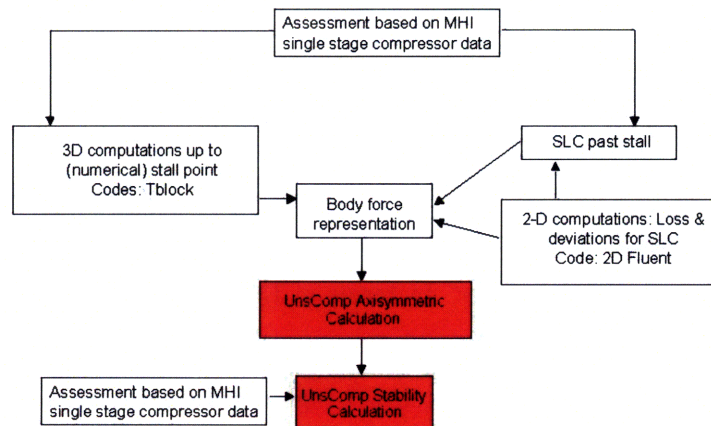 Assessment based on MHI
single stage compressor data
3D computations up to
(numerical) stall point
Codes: Tblock
SLC past stall
Body force
representation
2-D computations: Loss &
deviations for SLC
Code: 2D Fluent
UnsComp Axisymmetric
Calculation
Assessment based on MHI
single stage compressor data
UnsComp Stability
Calculation